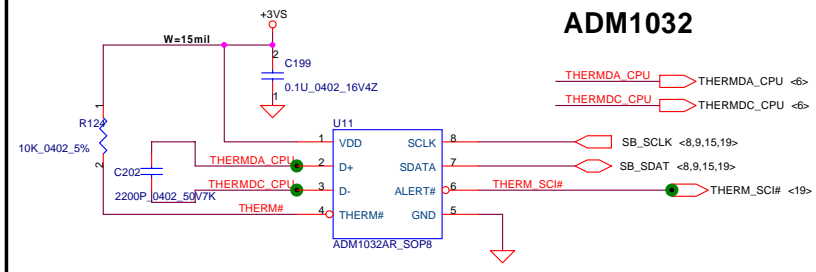 ADM1032
+3VS
W=15mil
2
C199
0.1U_0402_16V4Z
1
THERMDA_CPU
THERMDA_CPU <6>
THERMDC_CPU
THERMDC_CPU <6>
1
R124
10K_0402_5%
2
C202
2200P_0402_50V7K
U11
THERMDA_CPU
THERMDC_CPU
THERM#
1 VDD
2 D+
3 D-
4 THERM#
SCLK 8
SDATA 7
ALERT# 6
GND 5
ADM1032AR_SOP8
SB_SCLK <8,9,15,19>
SB_SDAT <8,9,15,19>
THERM_SCI#
THERM_SCI# <19>